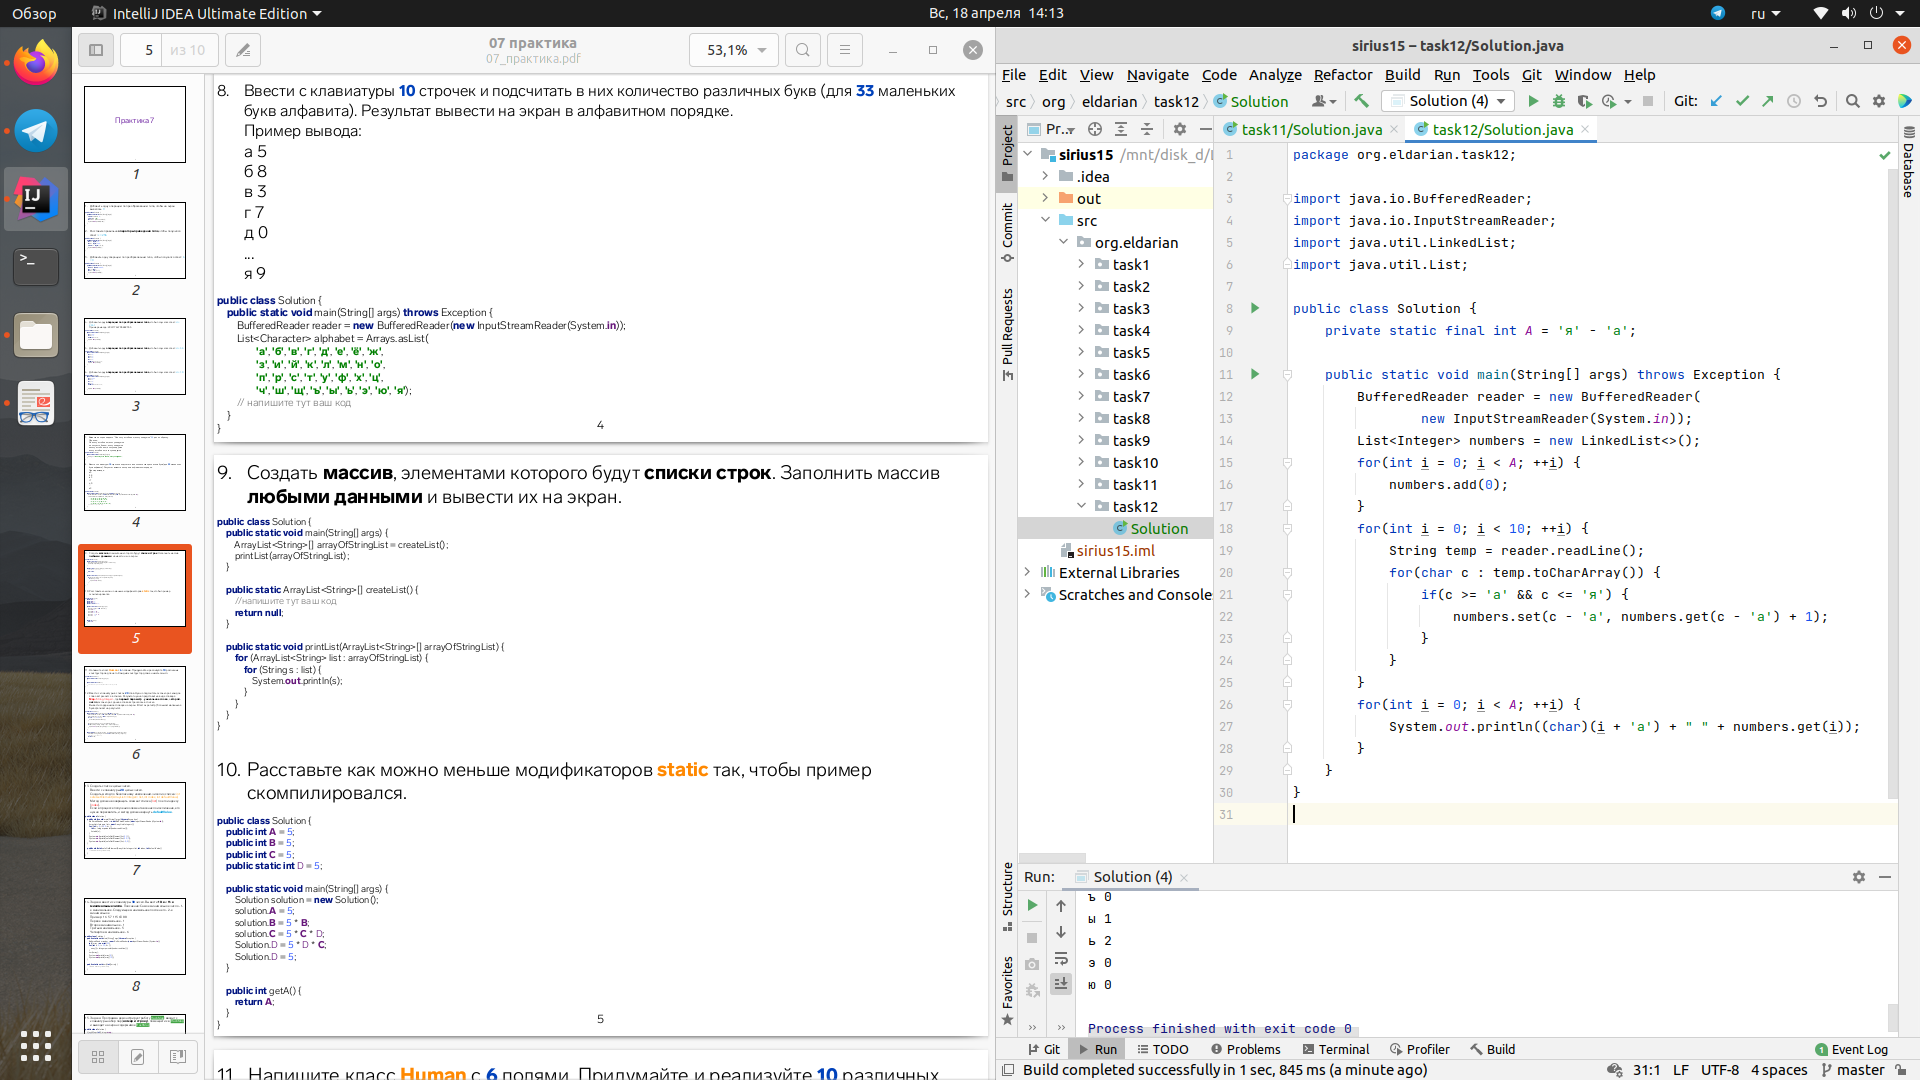 Обзор
IntelliJ IDEA Ultimate Edition
Вс, 18 апреля 14:13
ru
5
из 10
07 практика
07_практика.pdf
53,1%
Практика 7
1
2
3
4
5
6
7
8
8. Ввести с клавиатуры 10 строчек и подсчитать в них количество различных букв (для 33 маленьких
букв алфавита). Результат вывести на экран в алфавитном порядке.
Пример вывода:
а 5
б 8
в 3
г 7
д 0
...
я 9
public class Solution {
public static void main(String[] args) throws Exception {
BufferedReader reader = new BufferedReader(new InputStreamReader(System.in));
List<Character> alphabet = Arrays.asList(
'а', 'б', 'в', 'г', 'д', 'е', 'ё', 'ж',
'з', 'и', 'й', 'к', 'л', 'м', 'н', 'о',
'п', 'р', 'с', 'т', 'у', 'ф', 'х', 'ц',
'ч', 'ш', 'щ', 'ъ', 'ы', 'ь', 'э', 'ю', 'я');
// напишите тут ваш код
}
}
4
9. Создать массив, элементами которого будут списки строк. Заполнить массив
любыми данными и вывести их на экран.
public class Solution {
public static void main(String[] args) {
ArrayList<String>[] arrayOfStringList = createList();
printList(arrayOfStringList);
}
public static ArrayList<String>[] createList() {
//напишите тут ваш код
return null;
}
public static void printList(ArrayList<String>[] arrayOfStringList) {
for (ArrayList<String> list : arrayOfStringList) {
for (String s : list) {
System.out.println(s);
}
}
}
}
10. Расставьте как можно меньше модификаторов static так, чтобы пример
скомпилировался.
public class Solution {
public int A = 5;
public int B = 5;
public int C = 5;
public static int D = 5;
public static void main(String[] args) {
Solution solution = new Solution();
solution.A = 5;
solution.B = 5 * B;
solution.C = 5 * C * D;
Solution.D = 5 * D * C;
Solution.D = 5;
}
public int getA() {
return A;
}
}
5
11. Напишите класс Human с 6 полями. Придумайте и реализуйте 10 различных
sirius15 – task12/Solution.java
File Edit View Navigate Code Analyze Refactor Build Run Tools Git Window Help
src org eldarian task12 Solution
Solution (4)
Git:
Pr..
task11/Solution.java
task12/Solution.java
Project
Commit
Pull Requests
Structure
Favorites
Database
sirius15 /mnt/disk_d/
.idea
out
src
org.eldarian
task1
task2
task3
task4
task5
task6
task7
task8
task9
task10
task11
task12
Solution
sirius15.iml
External Libraries
Scratches and Console
1 package org.eldarian.task12;
2
3 import java.io.BufferedReader;
4 import java.io.InputStreamReader;
5 import java.util.LinkedList;
6 import java.util.List;
7
8 public class Solution {
9 private static final int A = 'я' - 'а';
10
11 public static void main(String[] args) throws Exception {
12 BufferedReader reader = new BufferedReader(
13 new InputStreamReader(System.in));
14 List<Integer> numbers = new LinkedList<>();
15 for(int i = 0; i < A; ++i) {
16 numbers.add(0);
17 }
18 for(int i = 0; i < 10; ++i) {
19 String temp = reader.readLine();
20 for(char c : temp.toCharArray()) {
21 if(c >= 'а' && c <= 'я') {
22 numbers.set(c - 'а', numbers.get(c - 'а') + 1);
23 }
24 }
25 }
26 for(int i = 0; i < A; ++i) {
27 System.out.println((char)(i + 'а') + " " + numbers.get(i));
28 }
29 }
30 }
31
Run: Solution (4)
ъ 0
ы 1
ь 2
э 0
ю 0
Process finished with exit code 0
Git Run TODO Problems Terminal Profiler Build
1 Event Log
Build completed successfully in 1 sec, 845 ms (a minute ago)
31:1 LF UTF-8 4 spaces master